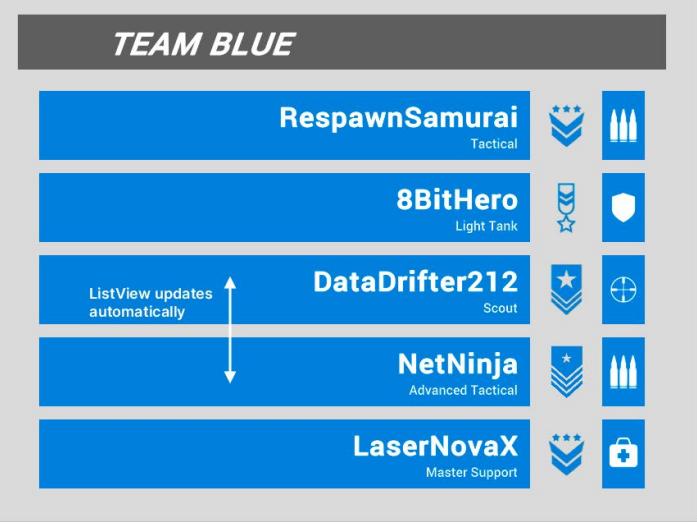 TEAM BLUE
RespawnSamurai
Tactical
8BitHero
Light Tank
DataDrifter212
Scout
ListView updates
automatically
NetNinja
Advanced Tactical
LaserNovaX
Master Support